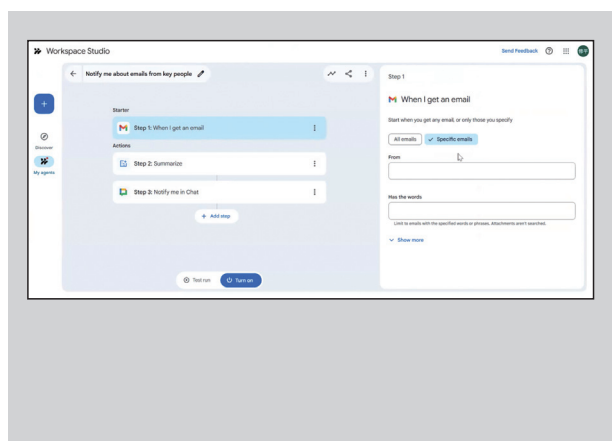 Workspace Studio
Send Feedback
Notify me about emails from key people
Starter
Step 1: When I get an email
Actions
Step 2: Summarize
Step 3: Notify me in Chat
+ Add step
Test run
Turn on
Discover
My agents
Step 1
When I get an email
Start when you get any email, or only those you specify
All emails
Specific emails
From
Has the words
Limit to emails with the specified words or phrases. Attachments aren't searched.
Show more